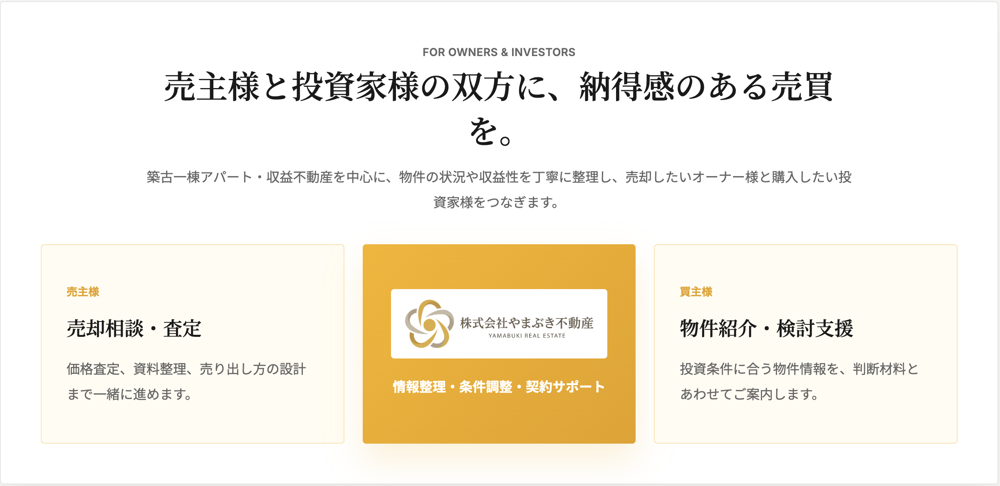 FOR OWNERS & INVESTORS
売主様と投資家様の双方に、納得感のある売買
を。
築古一棟アパート・収益不動産を中心に、物件の状況や収益性を丁寧に整理し、売却したいオーナー様と購入したい投
資家様をつなぎます。
売主様
売却相談・査定
価格査定、資料整理、売り出し方の設計
まで一緒に進めます。
株式会社やまぶき不動産
YAMABUKI REAL ESTATE
情報整理・条件調整・契約サポート
買主様
物件紹介・検討支援
投資条件に合う物件情報を、判断材料と
あわせてご案内します。